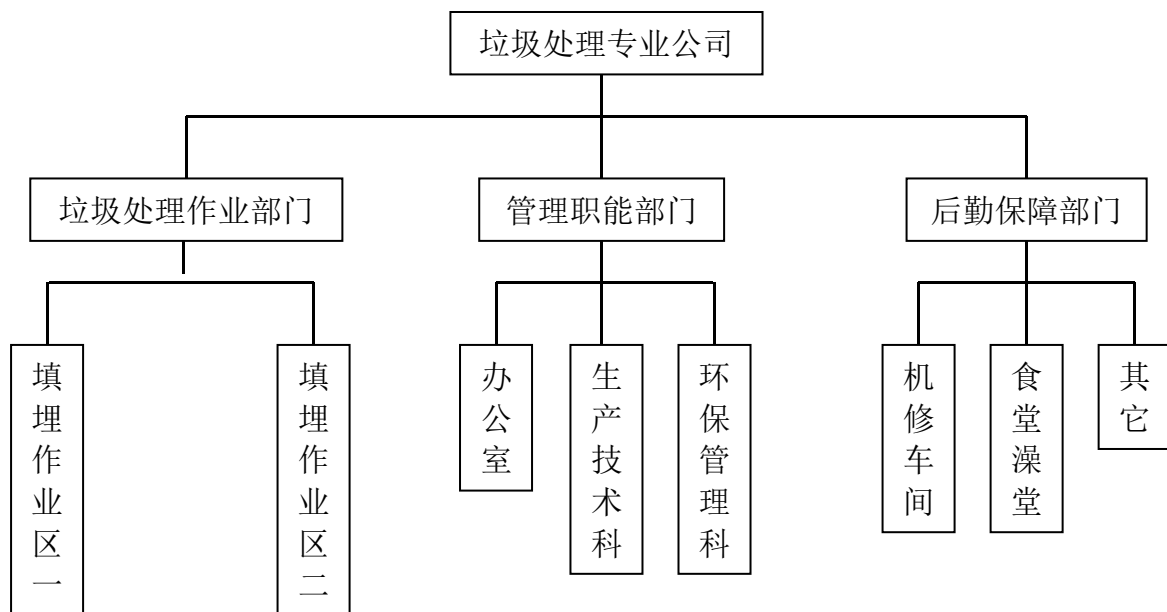 垃圾处理专业公司
垃圾处理作业部门
管理职能部门
后勤保障部门
填埋作业区一
填埋作业区二
办公室
生产技术科
环保管理科
机修车间
食堂澡堂
其它